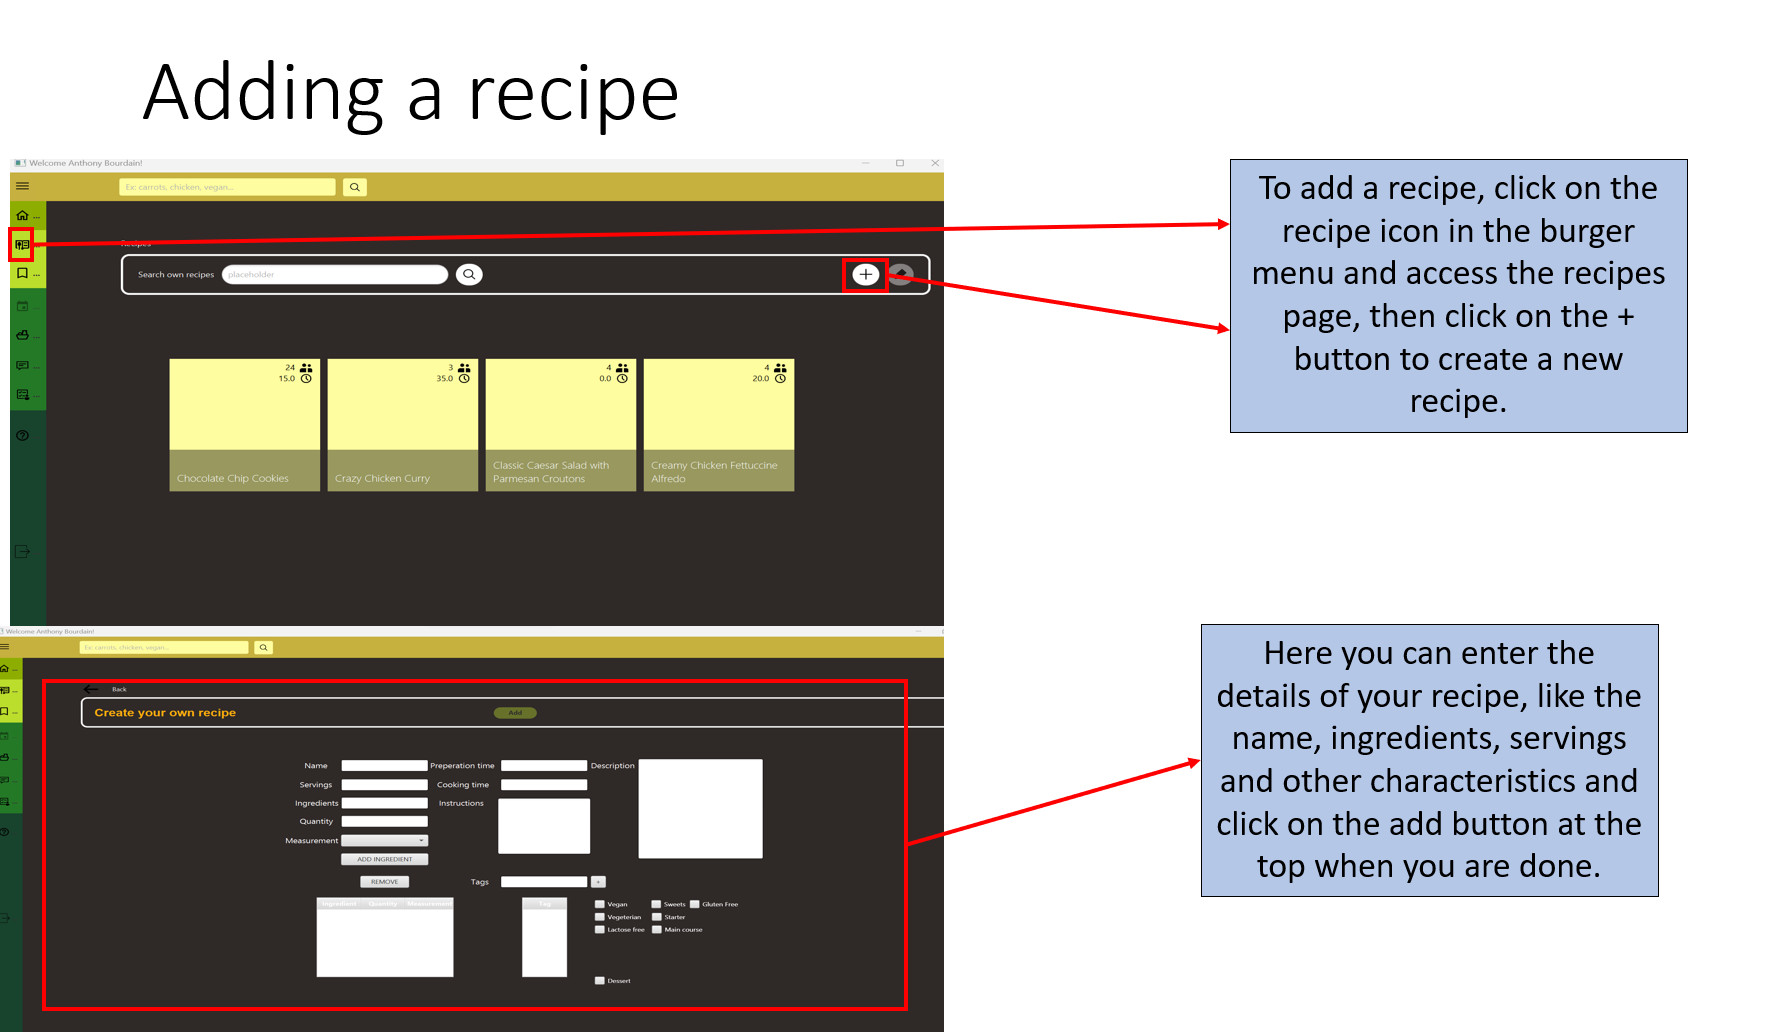 Adding a recipe
Welcome Anthony Bourdain!
Ex: carrots, chicken, vegan...
Recipes
Search own recipes placeholder
24
15.0
3
35.0
4
0.0
4
20.0
Chocolate Chip Cookies
Crazy Chicken Curry
Classic Caesar Salad with
Parmesan Croutons
Creamy Chicken Fettuccine
Alfredo
To add a recipe, click on the
recipe icon in the burger
menu and access the recipes
page, then click on the +
button to create a new
recipe.
Welcome Anthony Bourdain!
Ex: carrots, chicken, vegan...
Back
Create your own recipe
Add
Name
Preperation time
Description
Servings
Cooking time
Ingredients
Instructions
Quantity
Measurement
ADD INGREDIENT
REMOVE
Tags
+
Ingredient Quantity Measurement
Tag
Vegan
Sweets
Gluten Free
Vegeterian
Starter
Lactose free
Main course
Dessert
Here you can enter the
details of your recipe, like the
name, ingredients, servings
and other characteristics and
click on the add button at the
top when you are done.